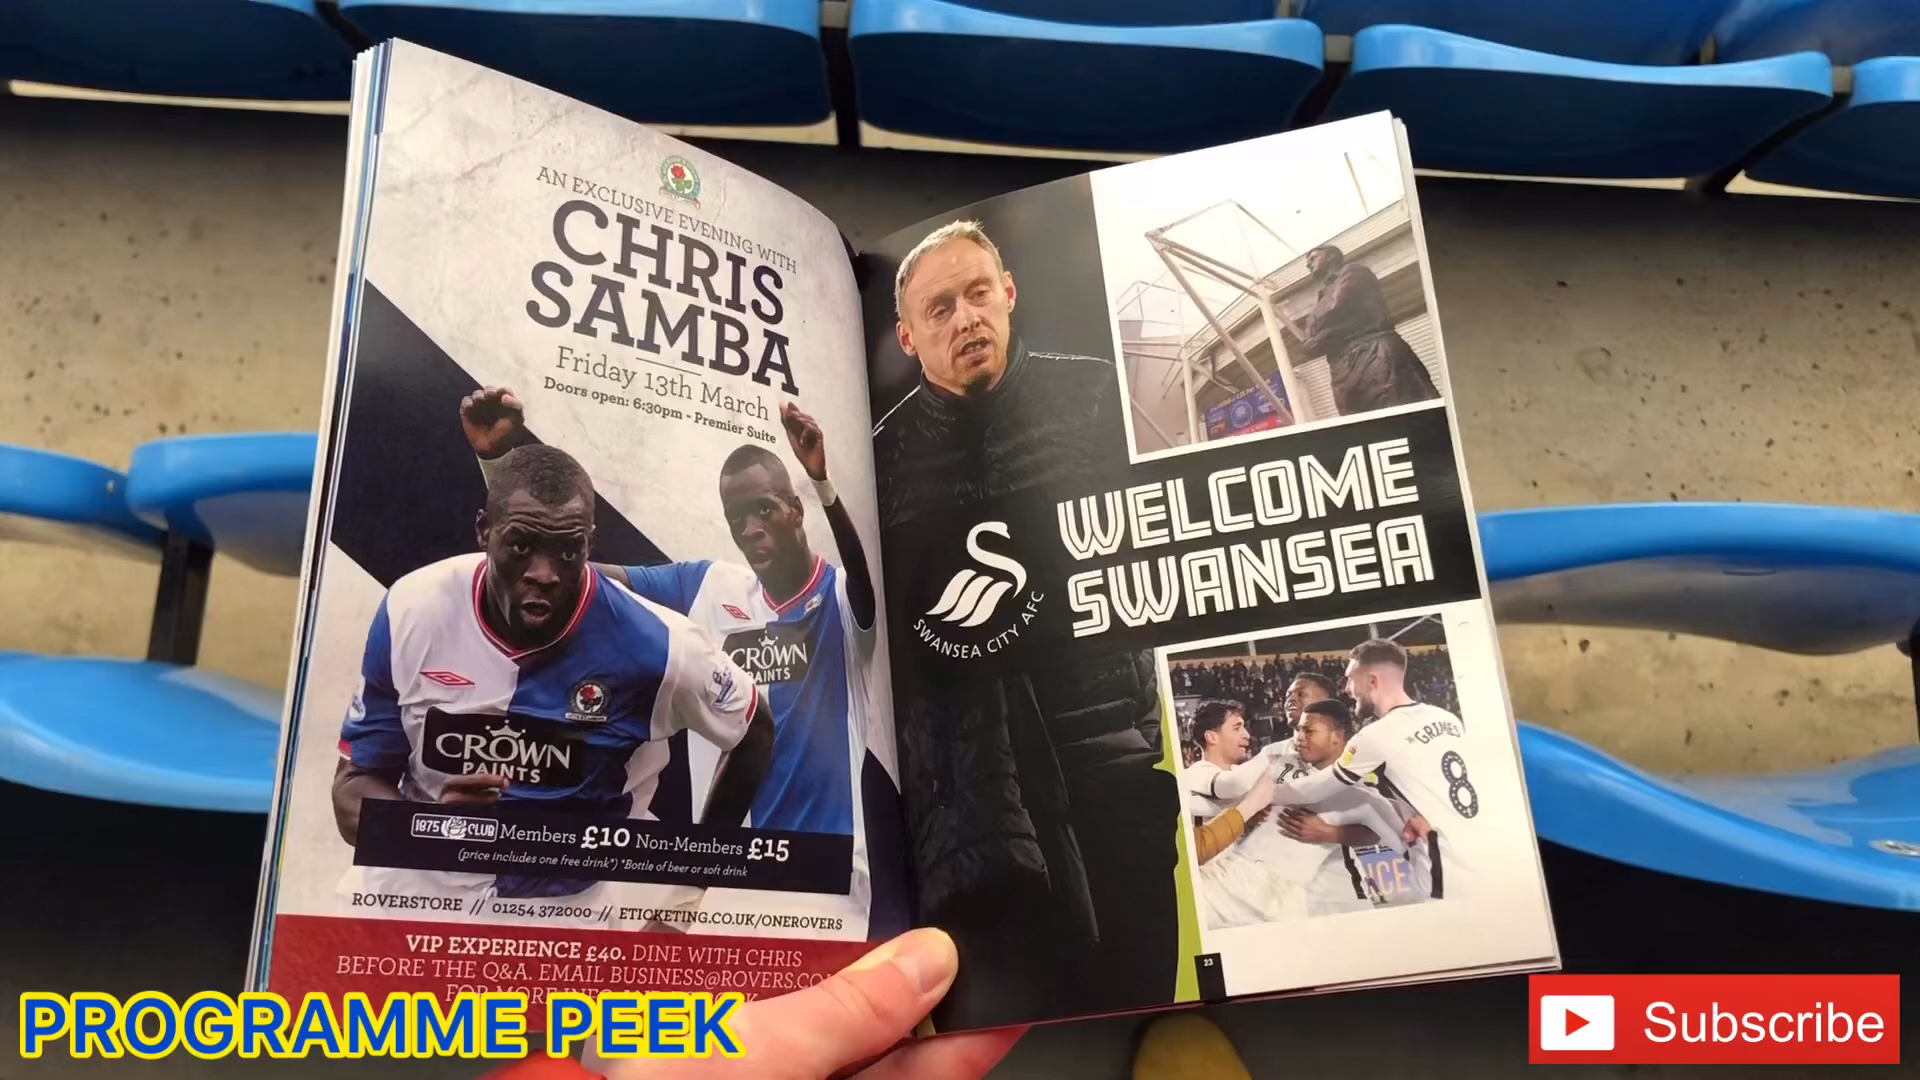 AN EXCLUSIVE EVENING WITH
CHRIS
SAMBA
Friday 13th March
Doors open: 6:30pm - Premier Suite
CROWN
PAINTS
CROWN
PAINTS
1875 CLUB Members £10 Non-Members £15
(price includes one free drink*) *Bottle of beer or soft drink
ROVERSTORE // 01254 372000 // ETICKETING.CO.UK/ONEROVERS
VIP EXPERIENCE £40. DINE WITH CHRIS
BEFORE THE Q&A. EMAIL BUSINESS@ROVERS.CO
FOR MORE INFO
WELCOME
SWANSEA
SWANSEA CITY AFC
GRIMES
8
23
PROGRAMME PEEK
Subscribe